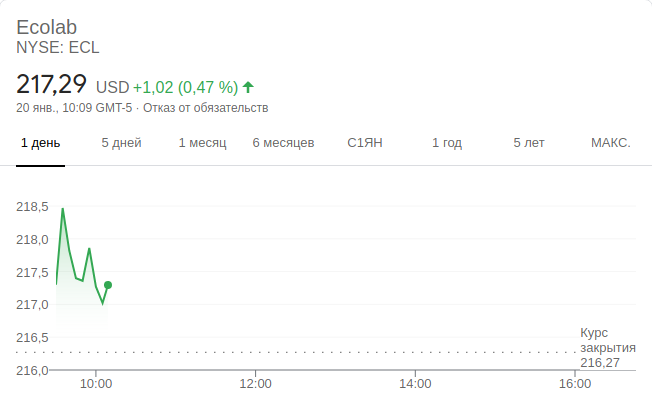 Ecolab
NYSE: ECL
217,29 USD +1,02 (0,47 %)
20 янв., 10:09 GMT-5 · Отказ от обязательств
1 день 5 дней 1 месяц 6 месяцев С1ЯН 1 год 5 лет МАКС.
218,5
218,0
217,5
217,0
216,5
216,0
Курс
закрытия
216,27
10:00 12:00 14:00 16:00